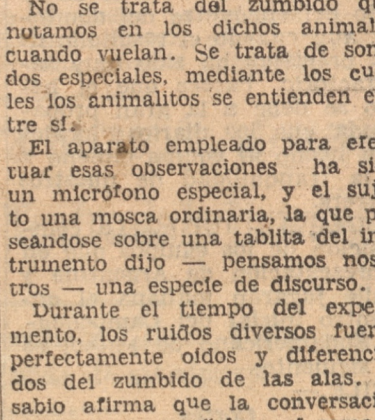 No se trata del zumbido q
notamos en los dichos animal
cuando vuelan. Se trata de son
dos especiales, mediante los cu
les los animalitos se entienden e
tre sí.
El aparato empleado para efe
tuar esas observaciones ha si
un micrófono especial, y el suj
to una mosca ordinaria, la que p
seándose sobre una tablita del in
trumento dijo — pensamos nos
tros — una especie de discurso.
Durante el tiempo del expe
mento, los ruidos diversos fuer
perfectamente oídos y diferenci
dos del zumbido de las alas.
sabio afirma que la conversaci